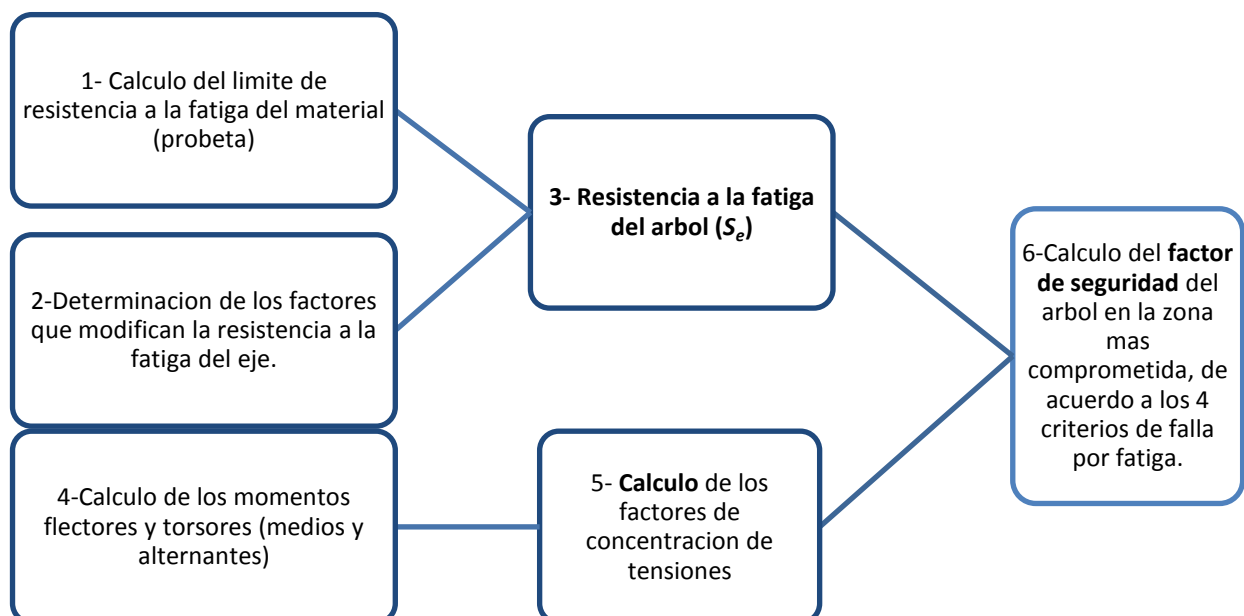 1- Calculo del limite de
resistencia a la fatiga del material
(probeta)
2-Determinacion de los factores
que modifican la resistencia a la
fatiga del eje.
3- Resistencia a la fatiga
del arbol (Se)
4-Calculo de los momentos
flectores y torsores (medios y
alternantes)
5- Calculo de los
factores de
concentracion de
tensiones
6-Calculo del factor
de seguridad del
arbol en la zona
mas
comprometida, de
acuerdo a los 4
criterios de falla
por fatiga.